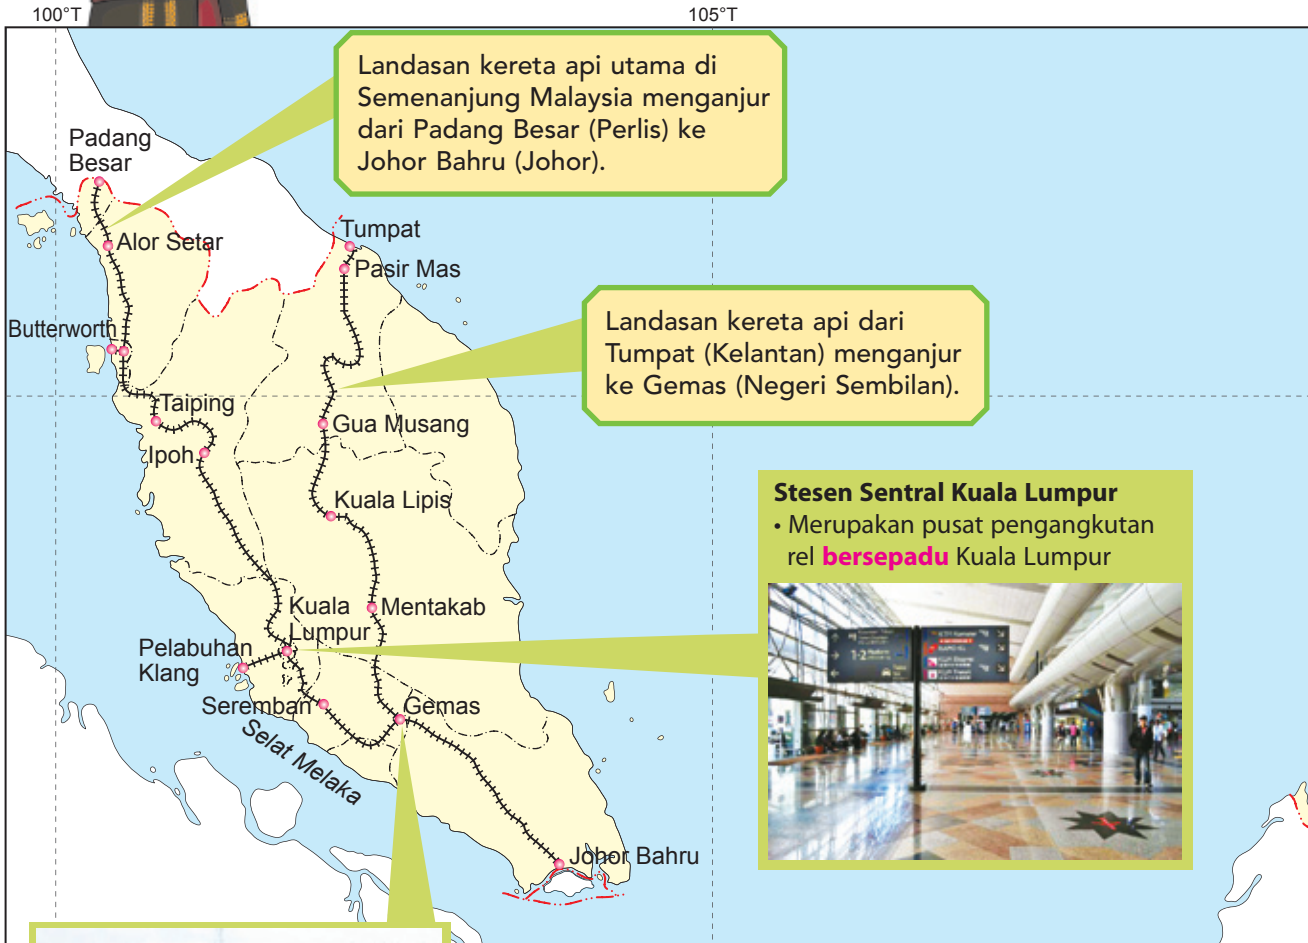 100°T
105°T
Landasan kereta api utama di
Semenanjung Malaysia menganjur
dari Padang Besar (Perlis) ke
Johor Bahru (Johor).
Padang
Besar
Alor Setar
Tumpat
Pasir Mas
Butterworth
Landasan kereta api dari
Tumpat (Kelantan) menganjur
ke Gemas (Negeri Sembilan).
Taiping
Ipoh
Gua Musang
Kuala Lipis
Stesen Sentral Kuala Lumpur
• Merupakan pusat pengangkutan
rel bersepadu Kuala Lumpur
Kuala
Lumpur
Mentakab
Pelabuhan
Klang
Seremban
Gemas
Selat Melaka
Johor Bahru
1-2